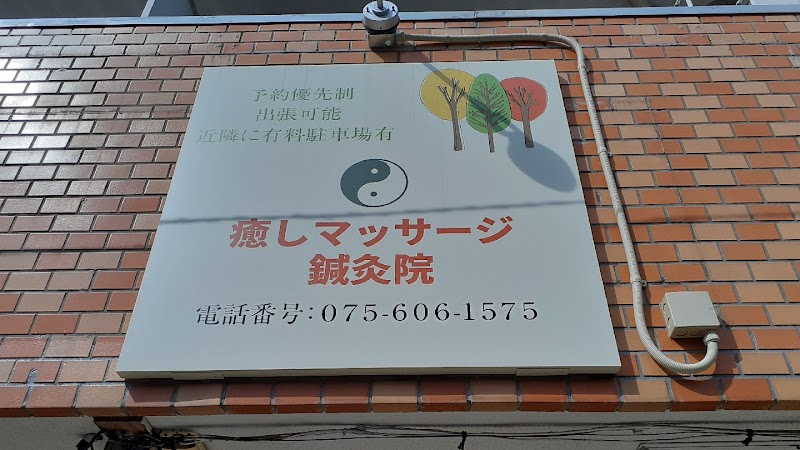 予約優先制
出張可能
近隣に有料駐車場有
癒しマッサージ
鍼灸院
電話番号:075-606-1575